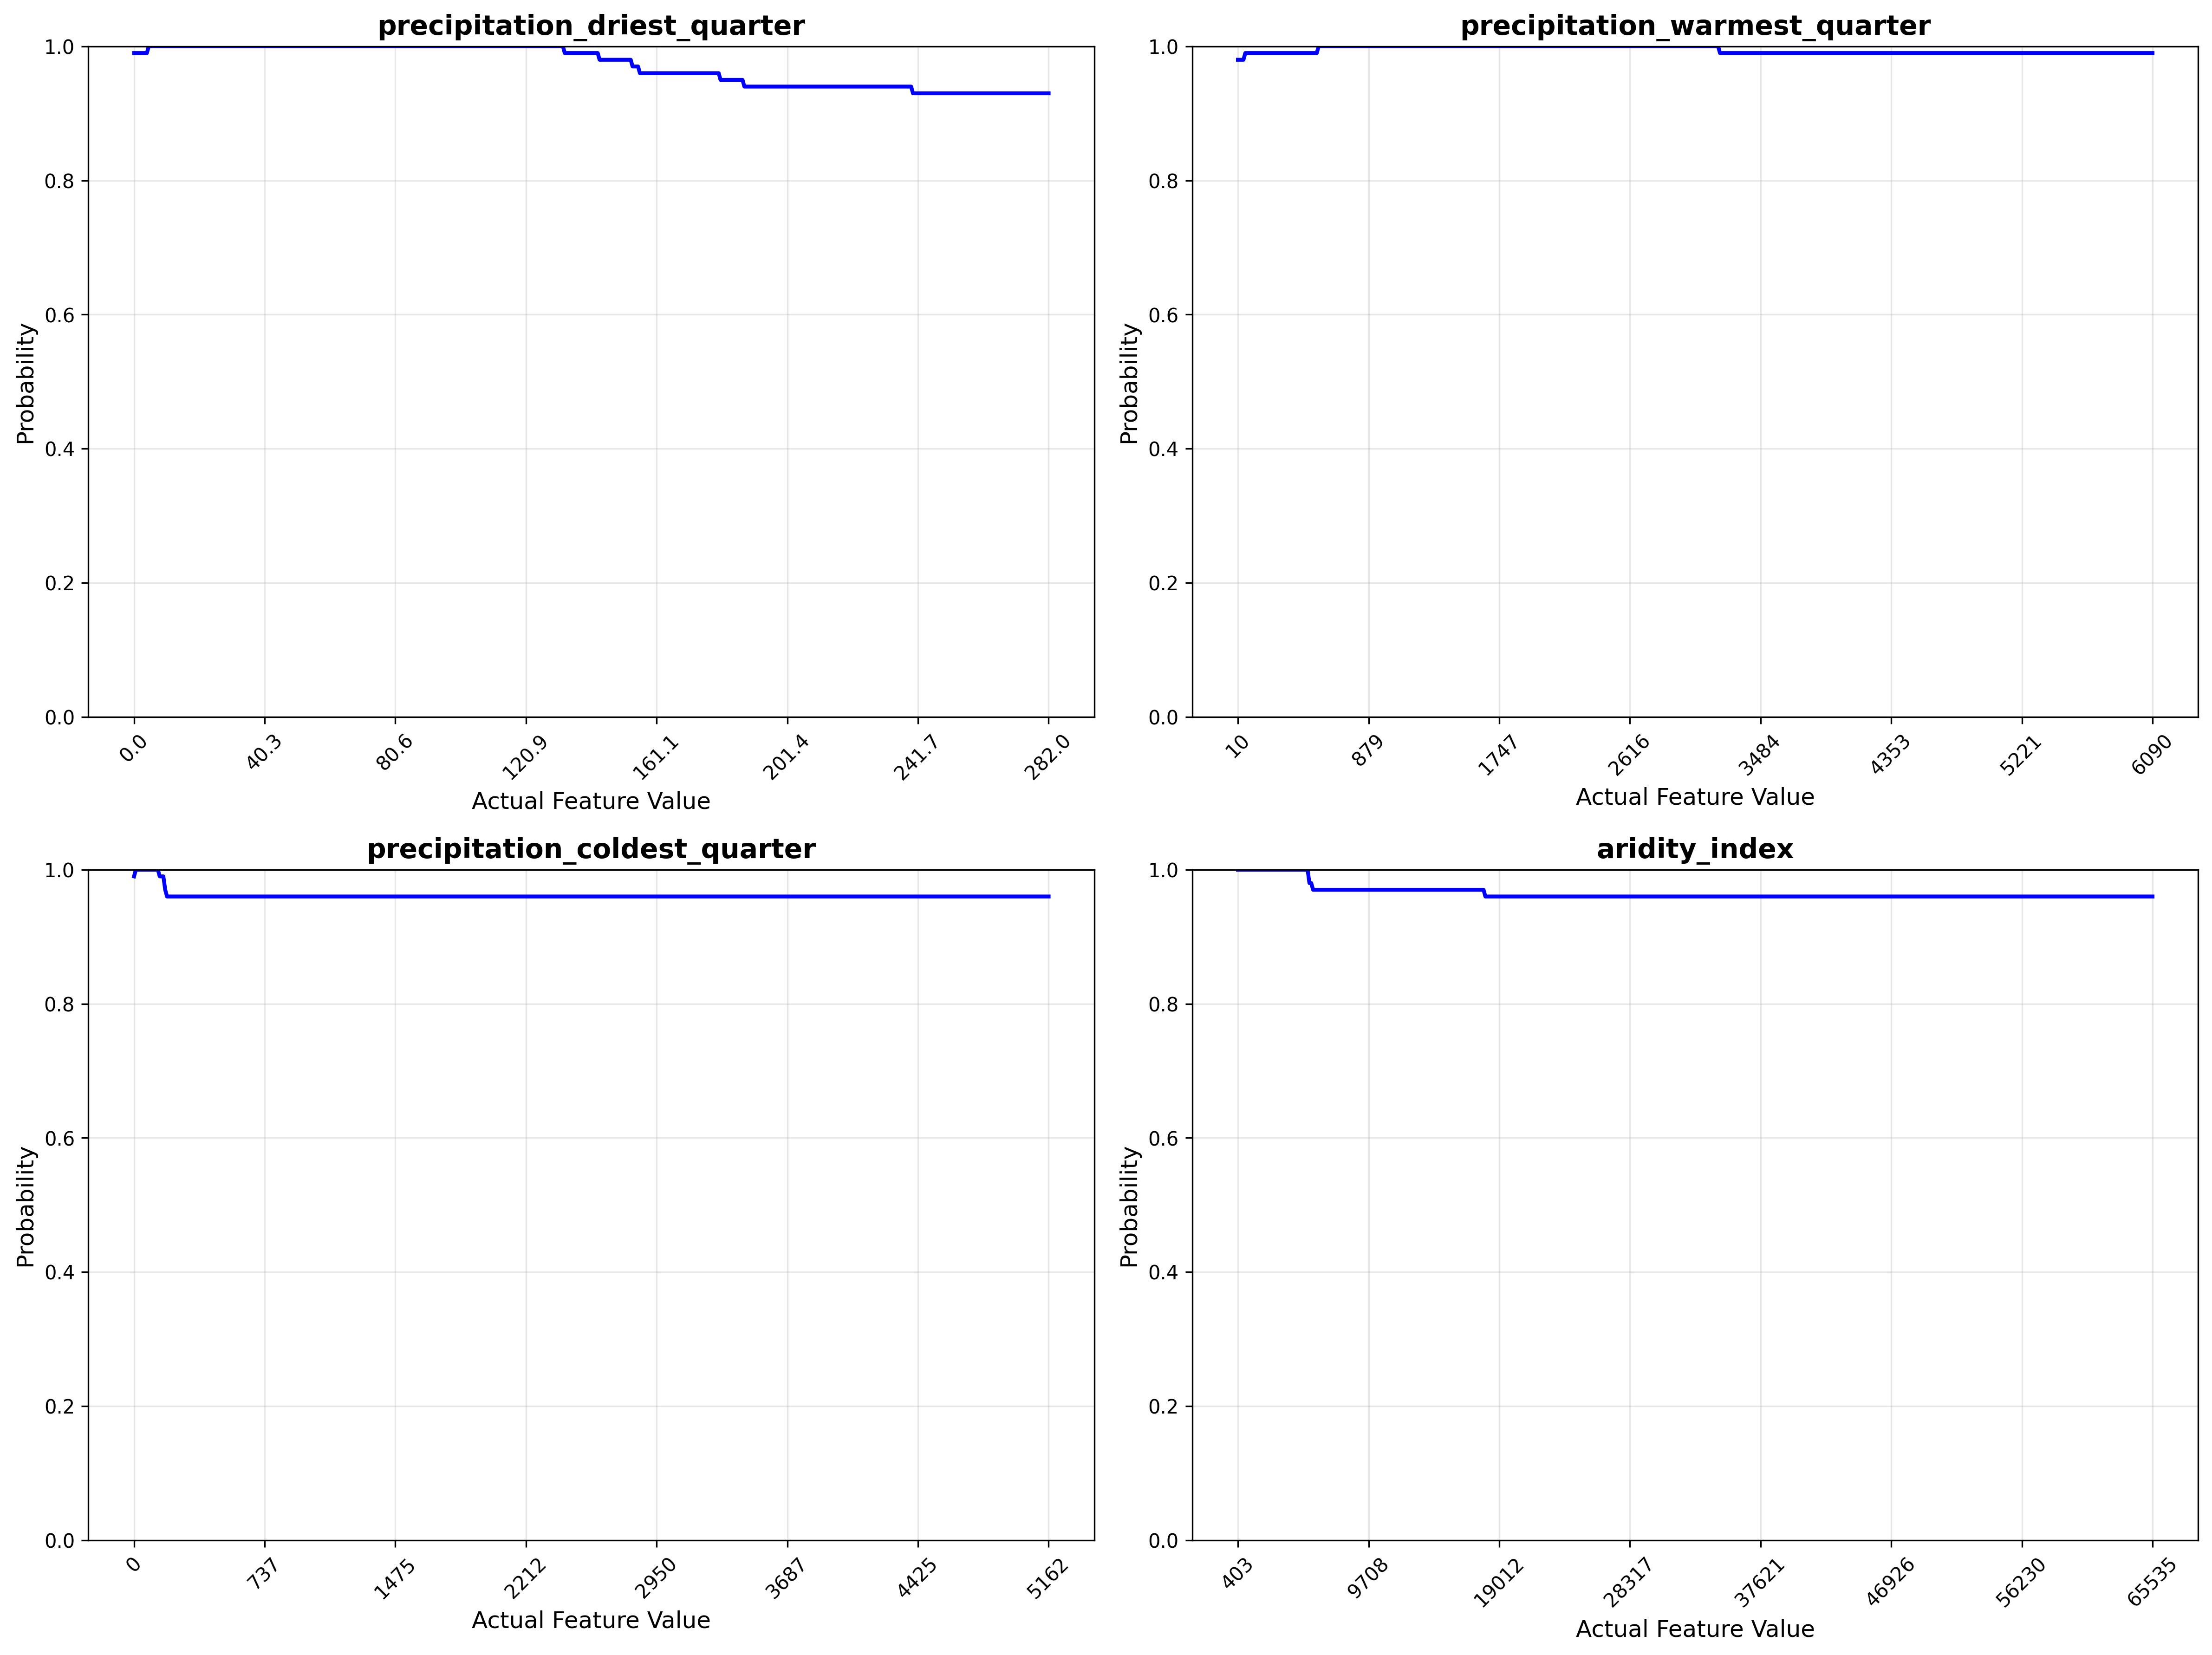 precipitation_driest_quarter
1.0
0.8
0.6
0.4
0.2
0.0
Probability
0.0 40.3 80.6 120.9 161.1 201.4 241.7 282.0
Actual Feature Value
precipitation_warmest_quarter
1.0
0.8
0.6
0.4
0.2
0.0
Probability
10 879 1747 2616 3484 4353 5221 6090
Actual Feature Value
precipitation_coldest_quarter
1.0
0.8
0.6
0.4
0.2
0.0
Probability
0 737 1475 2212 2950 3687 4425 5162
Actual Feature Value
aridity_index
1.0
0.8
0.6
0.4
0.2
0.0
Probability
403 9708 19012 28317 37621 46926 56230 65535
Actual Feature Value